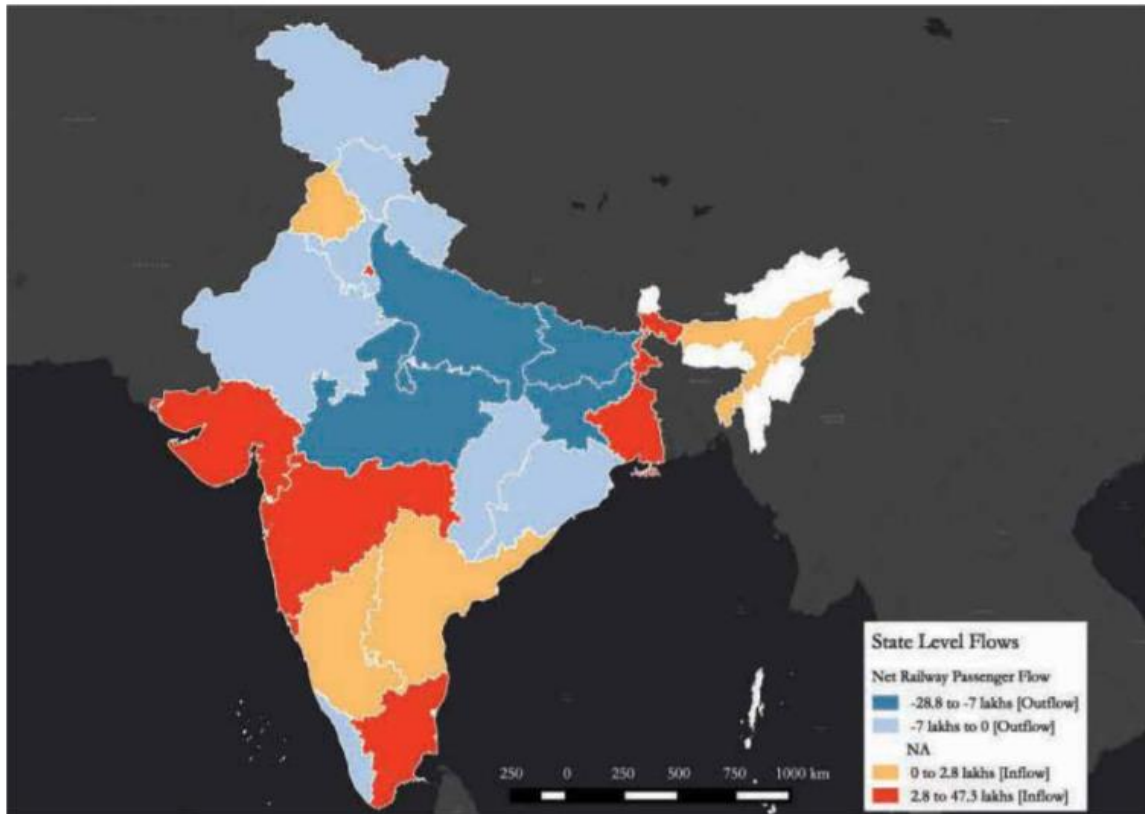 State Level Flows
Net Railway Passenger Flow
-28.8 to -7 lakhs [Outflow]
-7 lakhs to 0 [Outflow]
NA
0 to 2.8 lakhs [Inflow]
2.8 to 47.3 lakhs [Inflow]
250 0 250 500 750 1000 km